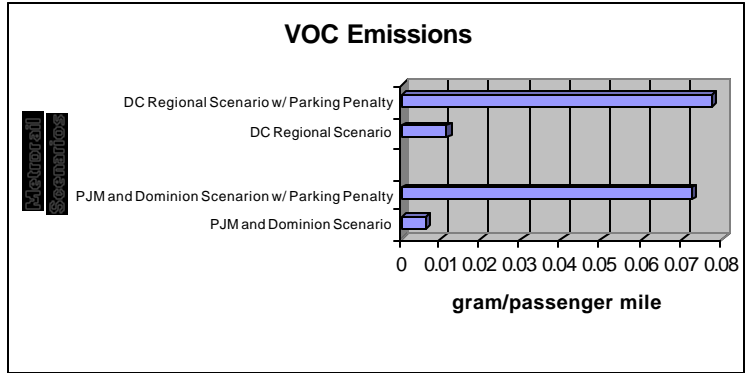 VOC Emissions
Metrorail
Scenarios
DC Regional Scenario w/ Parking Penalty
DC Regional Scenario
PJM and Dominion Scenarion w/ Parking Penalty
PJM and Dominion Scenario
0 0.01 0.02 0.03 0.04 0.05 0.06 0.07 0.08
gram/passenger mile